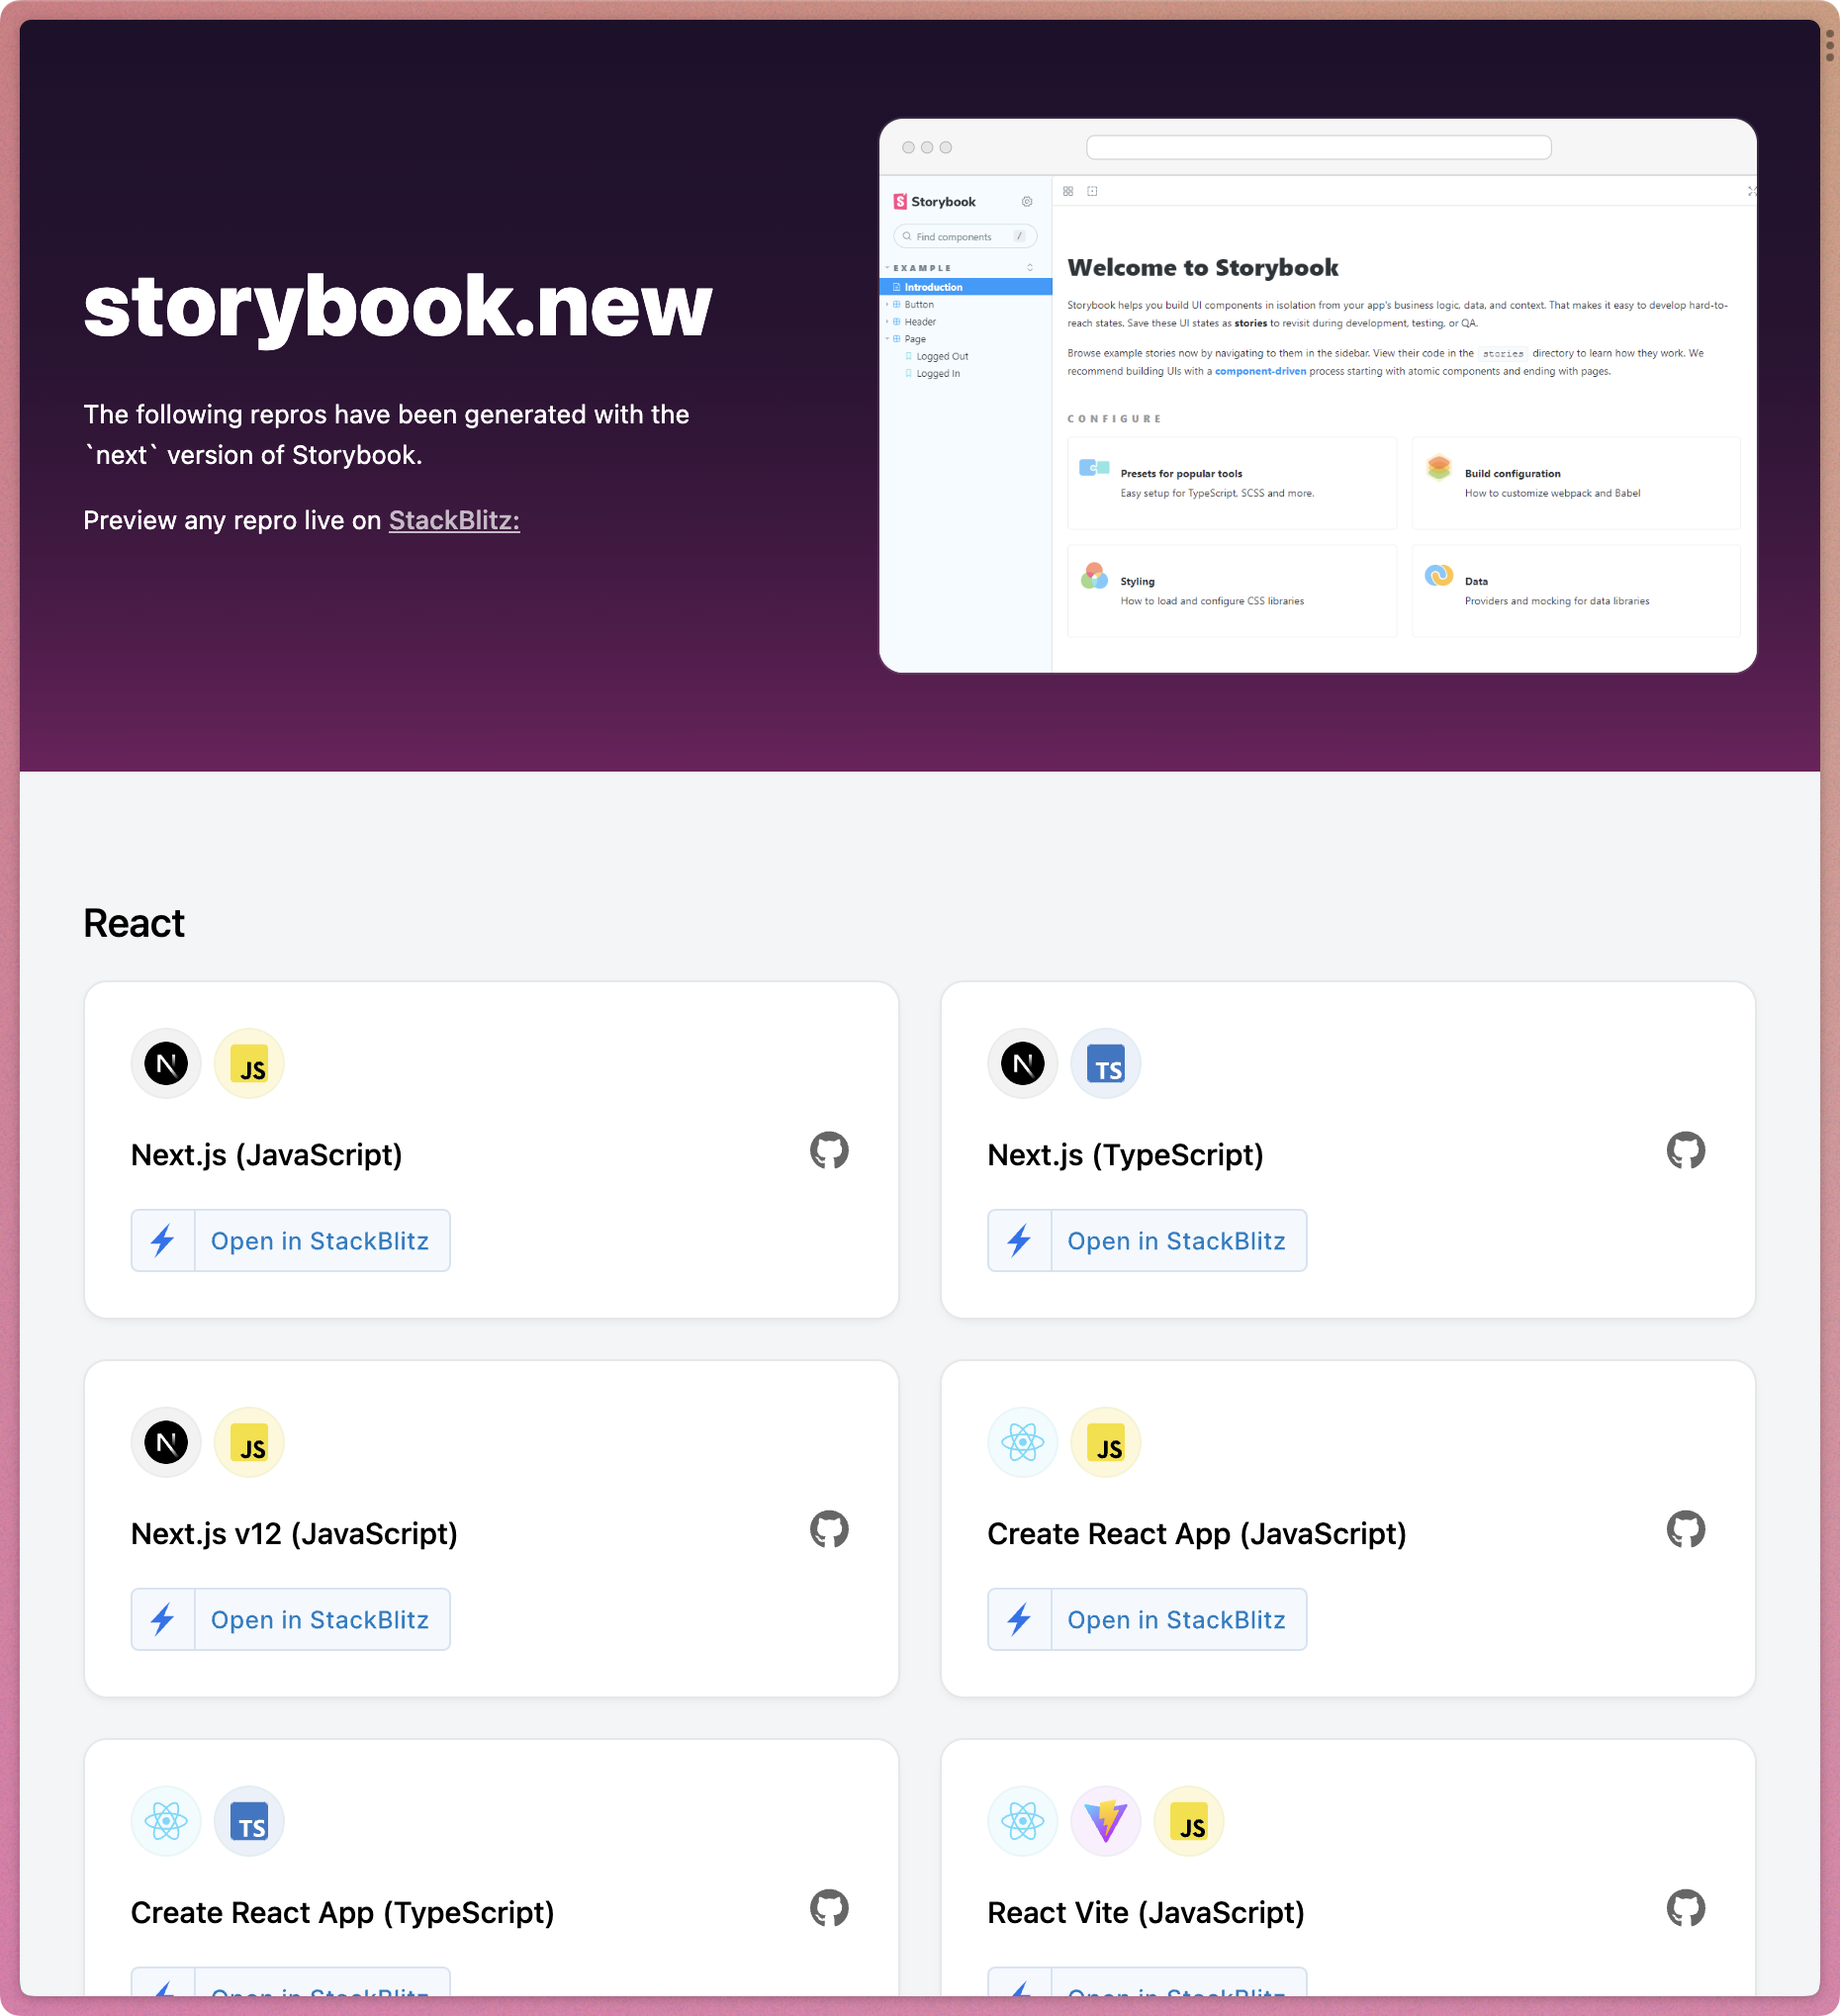 storybook.new
The following repros have been generated with the
`next` version of Storybook.
Preview any repro live on StackBlitz:
S Storybook
Find components /
EXAMPLE
Introduction
Button
Header
Page
Logged Out
Logged In
Welcome to Storybook
Storybook helps you build UI components in isolation from your app's business logic, data, and context. That makes it easy to develop hard-to-
reach states. Save these UI states as stories to revisit during development, testing, or QA.
Browse example stories now by navigating to them in the sidebar. View their code in the stories directory to learn how they work. We
recommend building UIs with a component-driven process starting with atomic components and ending with pages.
CONFIGURE
Presets for popular tools
Easy setup for TypeScript, SCSS and more.
Build configuration
How to customize webpack and Babel
Styling
How to load and configure CSS libraries
Data
Providers and mocking for data libraries
React
N JS
Next.js (JavaScript)
Open in StackBlitz
N TS
Next.js (TypeScript)
Open in StackBlitz
N JS
Next.js v12 (JavaScript)
Open in StackBlitz
JS
Create React App (JavaScript)
Open in StackBlitz
TS
Create React App (TypeScript)
Open in StackBlitz
JS
React Vite (JavaScript)
Open in StackBlitz